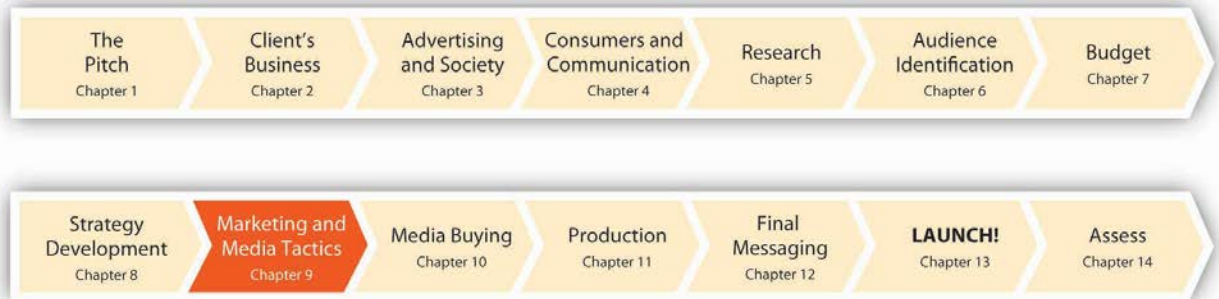 The
Pitch
Chapter 1
Client's
Business
Chapter 2
Advertising
and Society
Chapter 3
Consumers and
Communication
Chapter 4
Research
Chapter 5
Audience
Identification
Chapter 6
Budget
Chapter 7
Strategy
Development
Chapter 8
Marketing and
Media Tactics
Chapter 9
Media Buying
Chapter 10
Production
Chapter 11
Final
Messaging
Chapter 12
LAUNCH!
Chapter 13
Assess
Chapter 14